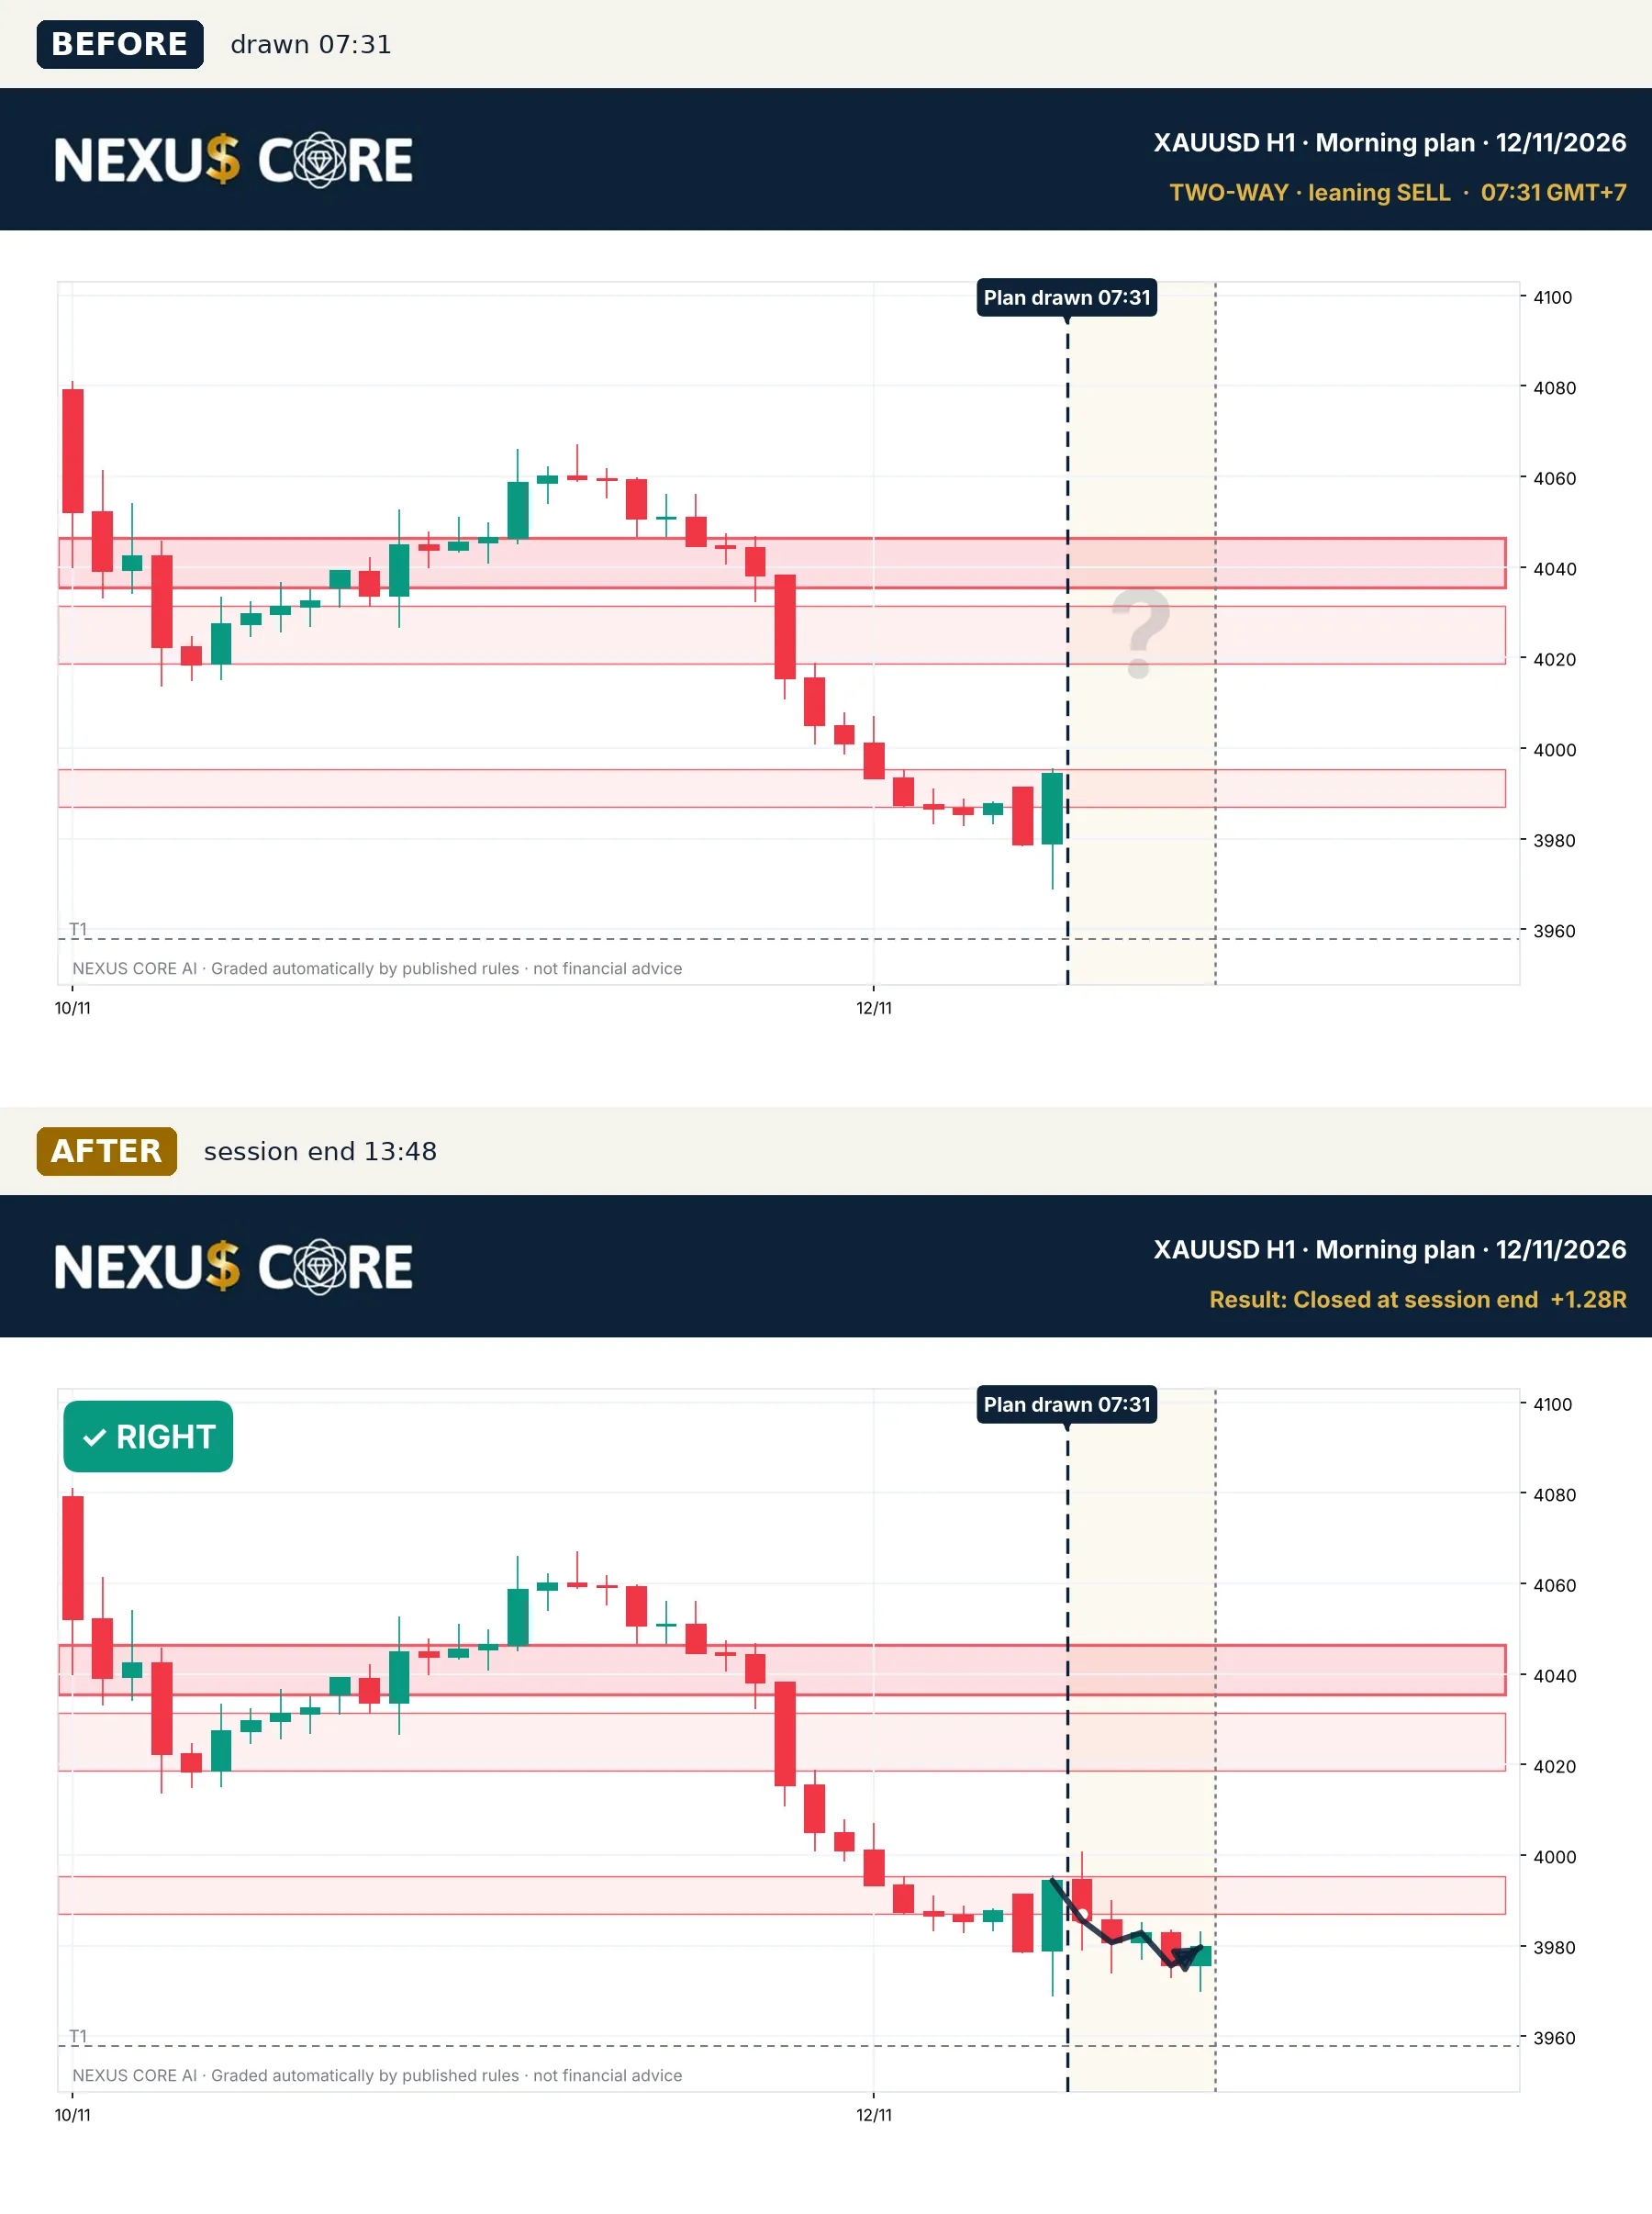 BEFORE drawn 07:31
NEXU$ CORE
XAUUSD H1 · Morning plan · 12/11/2026
TWO-WAY · leaning SELL · 07:31 GMT+7
Plan drawn 07:31
4100
4080
4060
4040
?
4020
4000
3980
T1
3960
NEXUS CORE AI · Graded automatically by published rules · not financial advice
10/11
12/11
AFTER session end 13:48
NEXU$ CORE
XAUUSD H1 · Morning plan · 12/11/2026
Result: Closed at session end +1.28R
Plan drawn 07:31
✓ RIGHT
4100
4080
4060
4040
4020
4000
3980
T1
3960
NEXUS CORE AI · Graded automatically by published rules · not financial advice
10/11
12/11